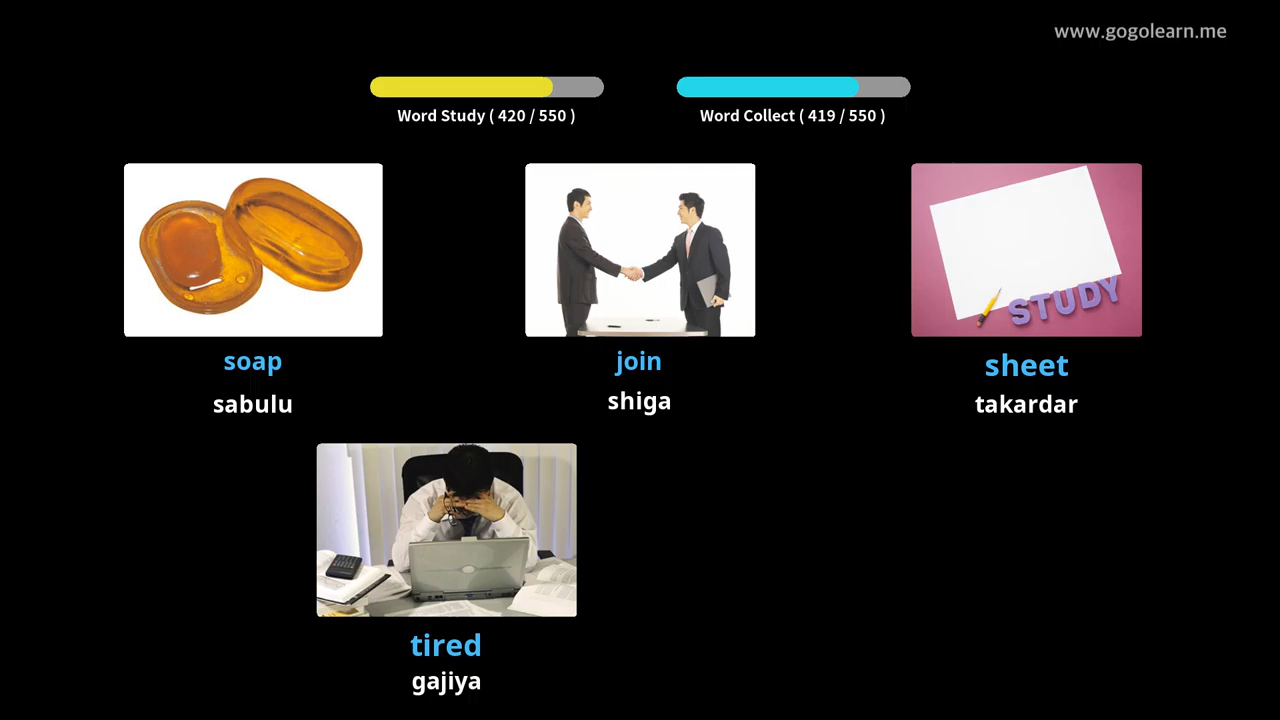 www.gogolearn.me
Word Study ( 420 / 550 )
Word Collect ( 419 / 550 )
STUDY
soap
join
sheet
sabulu
shiga
takardar
tired
gajiya